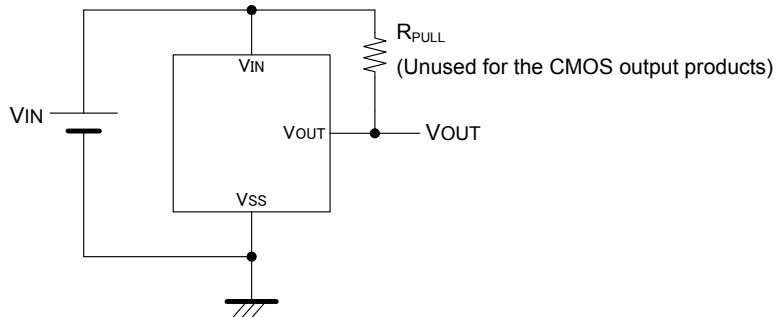 RPULL
(Unused for the CMOS output products)
VIN
VIN
VOUT
VOUT
VSS